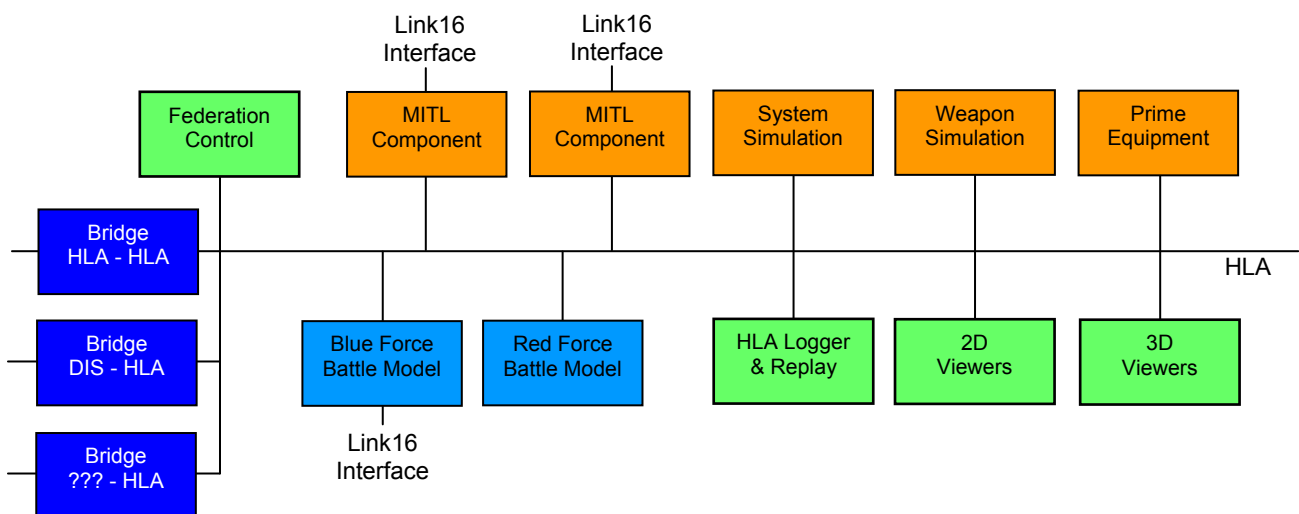 Link16
Interface
Link16
Interface
Federation
Control
MITL
Component
MITL
Component
System
Simulation
Weapon
Simulation
Prime
Equipment
Bridge
HLA - HLA
HLA
Bridge
DIS - HLA
Blue Force
Battle Model
Red Force
Battle Model
HLA Logger
& Replay
2D
Viewers
3D
Viewers
Link16
Interface
Bridge
??? - HLA